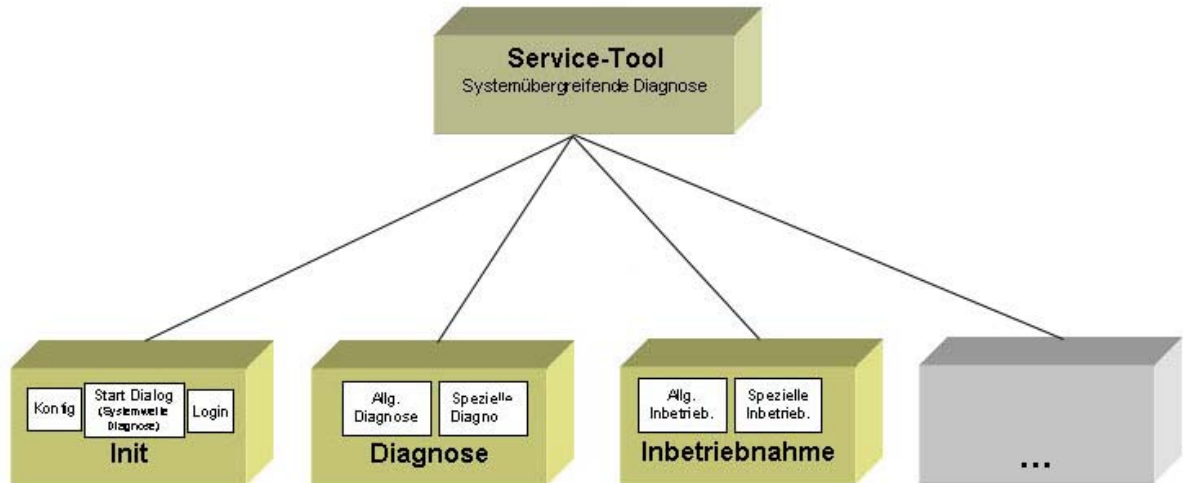 Service-Tool
Systemübergreifende Diagnose
Konfig
Start Dialog
(Systemweite
Diagnose)
Login
Init
Allg.
Diagnose
Spezielle
Diagno
Diagnose
Allg.
Inbetrieb.
Spezielle
Inbetrieb.
Inbetriebnahme
...